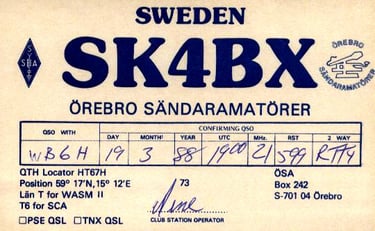 SWEDEN
SSA
SK4BX
ÖREBRO
SÄNDARAMATÖRER
ÖREBRO SÄNDARAMATÖRER
CONFIRMING QSO
QSO WITH DAY MONTH YEAR UTC MHz. RST 2 WAY
WB6H 19 3 88 1900 21 599 RTTY
QTH Locator HT67H
Position 59° 17'N, 15° 12'E
Län T for WASM II
T6 for SCA
□PSE QSL □TNX QSL
73
CLUB STATION OPERATOR
ÖSA
Box 242
S-701 04 Örebro